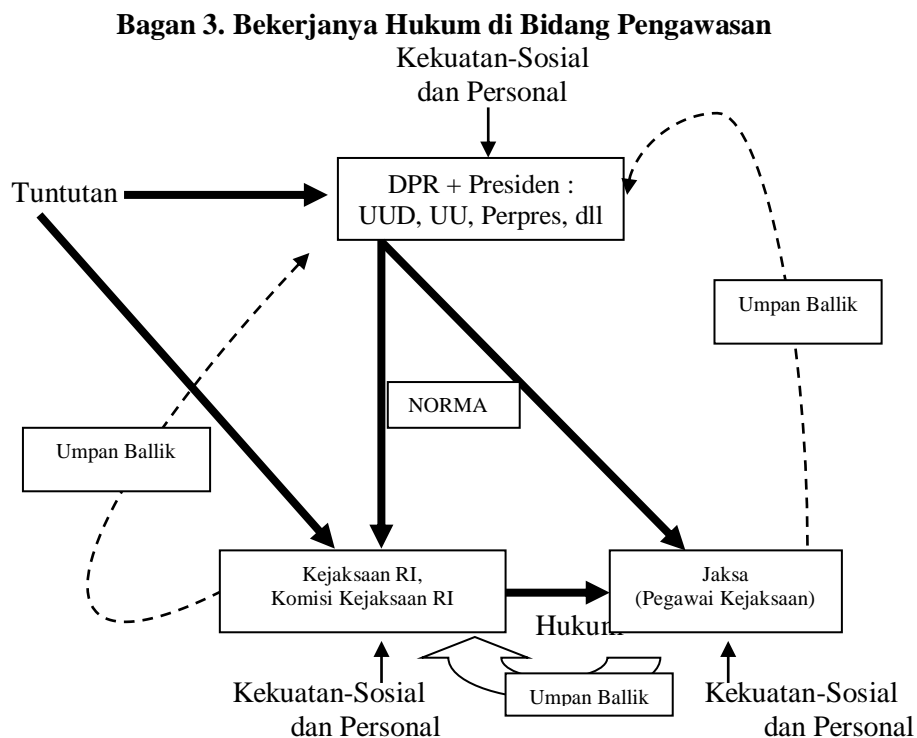 Bagan 3. Bekerjanya Hukum di Bidang Pengawasan
Kekuatan-Sosial
dan Personal
Tuntutan
DPR + Presiden :
UUD, UU, Perpres, dll
Umpan Ballik
NORMA
Umpan Ballik
Kejaksaan RI,
Komisi Kejaksaan RI
Jaksa
(Pegawai Kejaksaan)
Hukum
Kekuatan-Sosial
dan Personal
Umpan Ballik
Kekuatan-Sosial
dan Personal